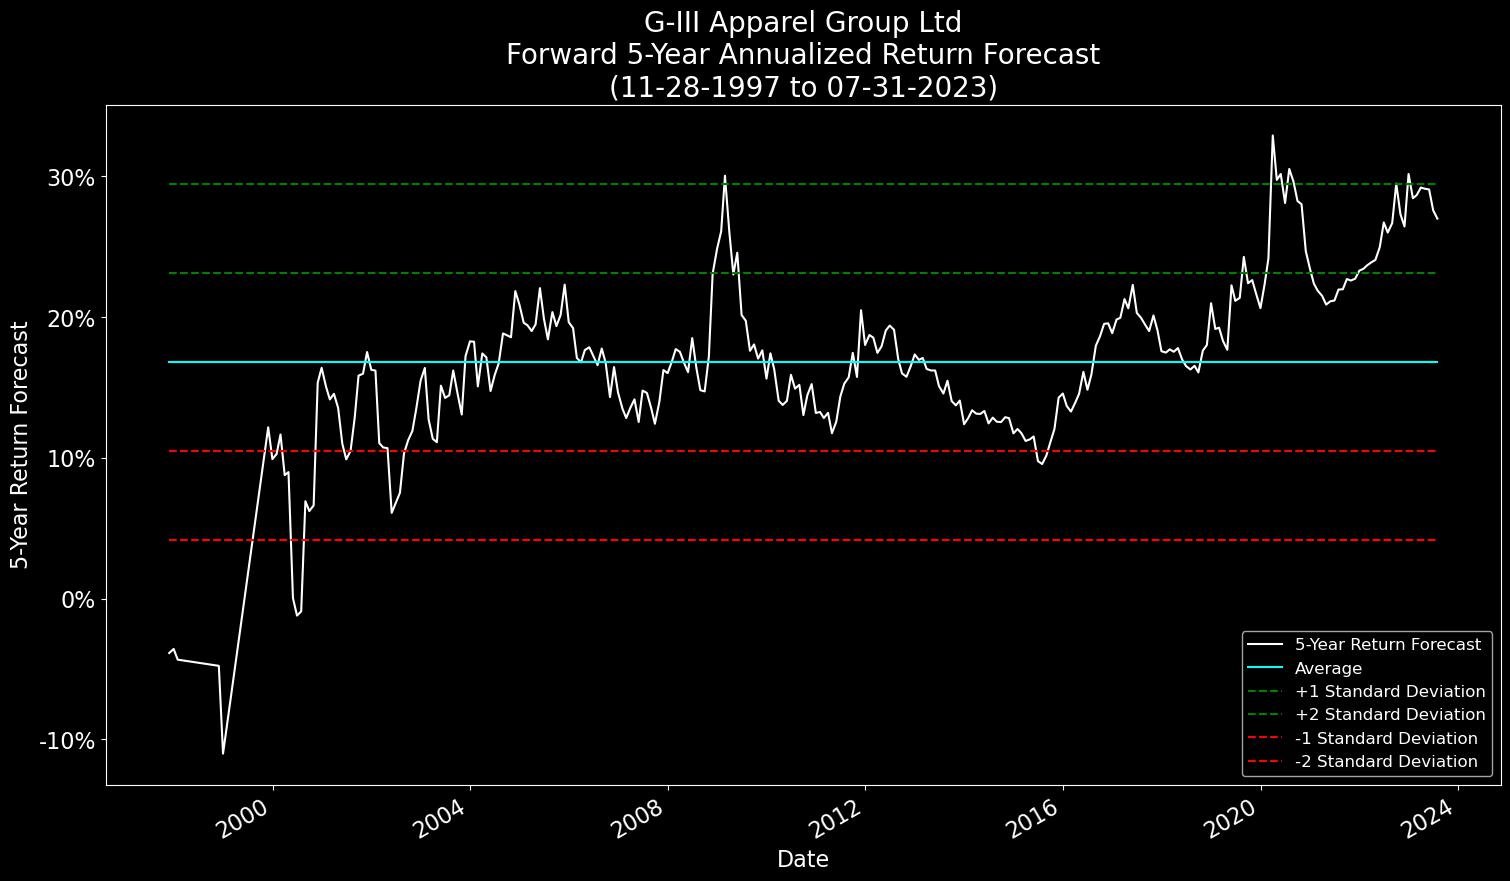 G-III Apparel Group Ltd
Forward 5-Year Annualized Return Forecast
(11-28-1997 to 07-31-2023)
5-Year Return Forecast
30%
20%
10%
0%
-10%
2000
2004
2008
2012
2016
2020
2024
Date
5-Year Return Forecast
Average
+1 Standard Deviation
+2 Standard Deviation
-1 Standard Deviation
-2 Standard Deviation